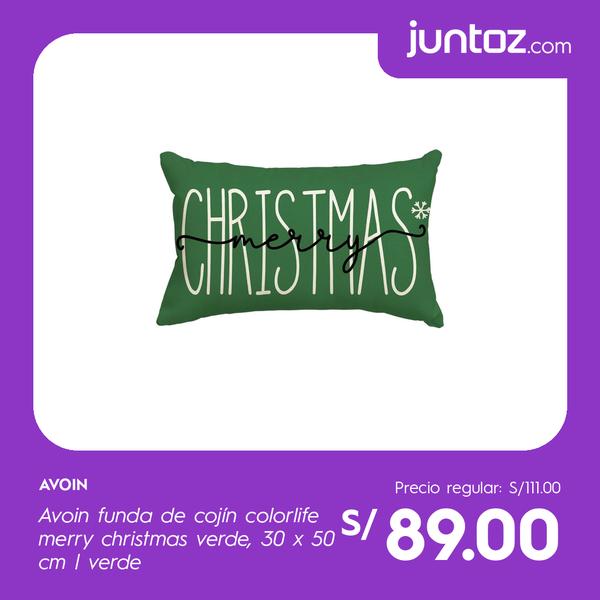 juntoz.com
CHRISTMAS
merry
AVOIN
Avoin funda de cojín colorlife
merry christmas verde, 30 x 50
cm | verde
Precio regular: S/111.00
S/ 89.00